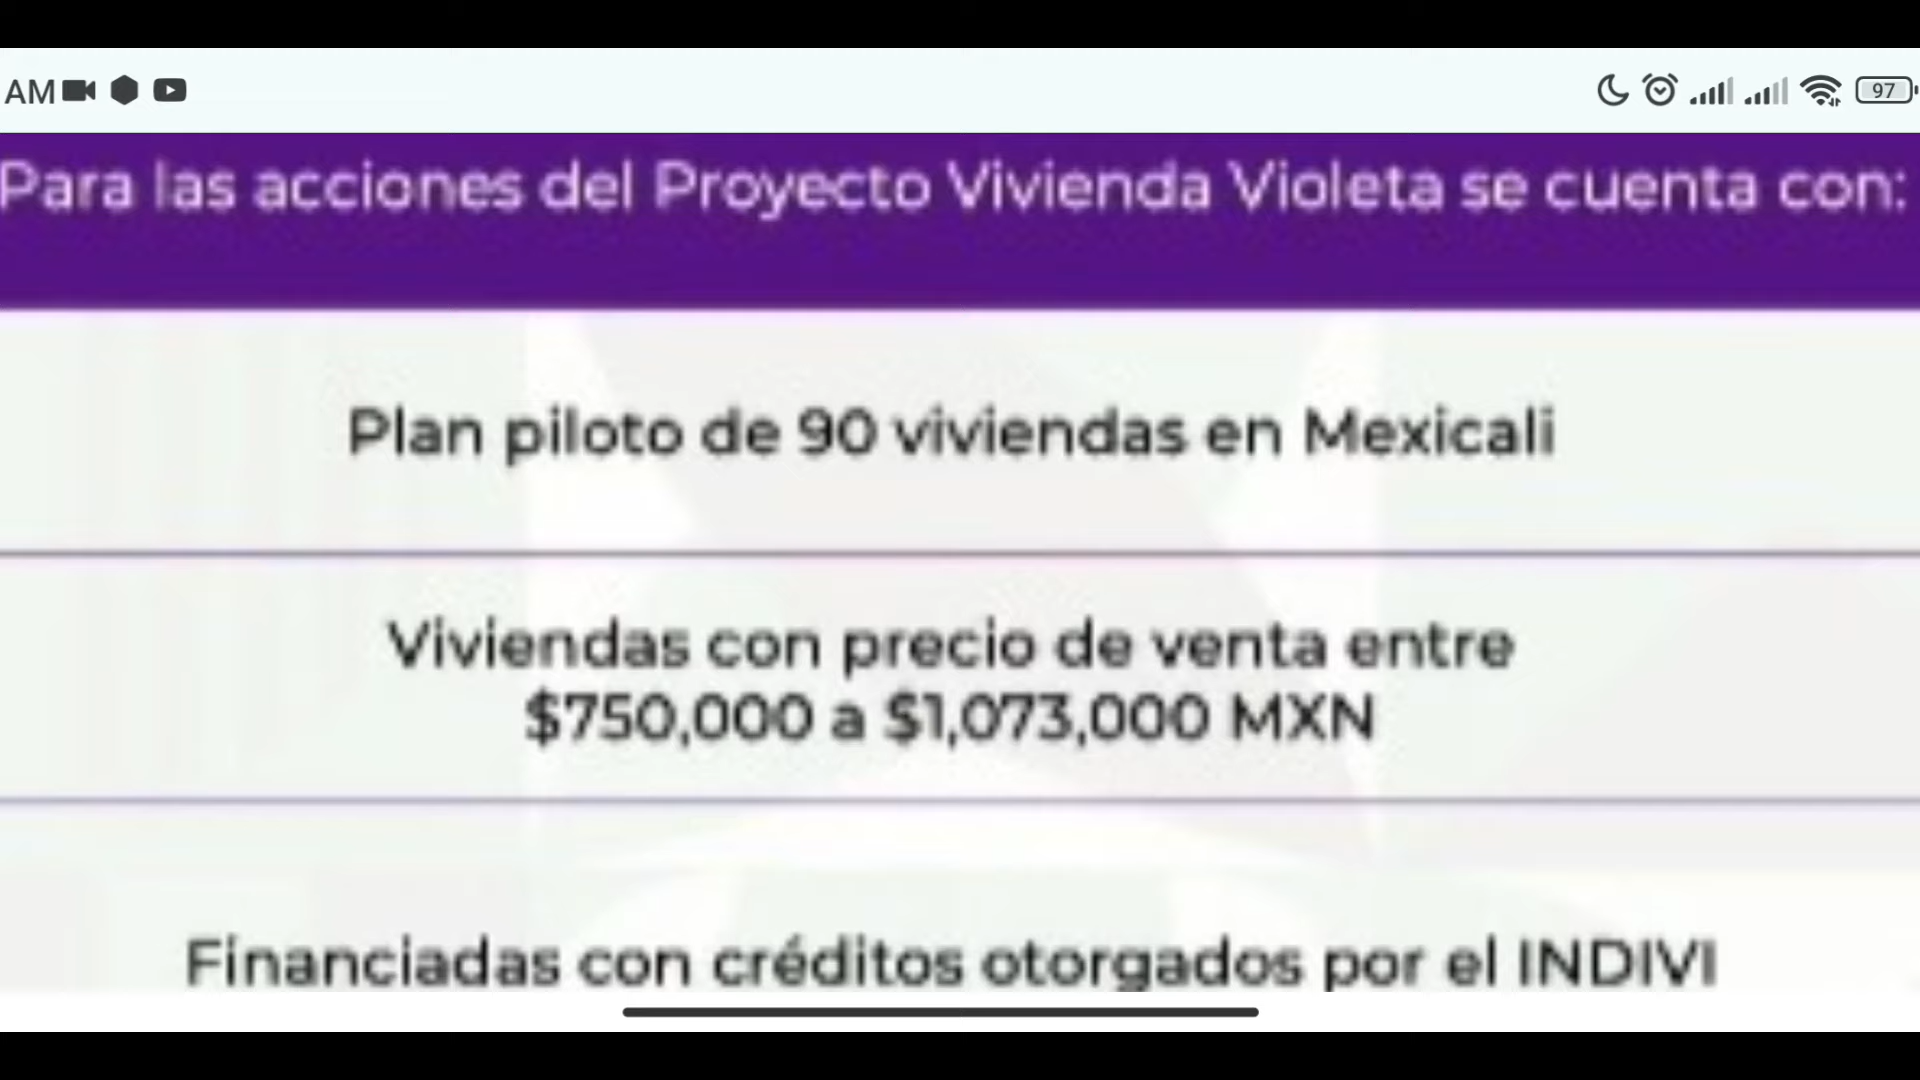 AM
97
Para las acciones del Proyecto Vivienda Violeta se cuenta con:
Plan piloto de 90 viviendas en Mexicali
Viviendas con precio de venta entre
$750,000 a $1,073,000 MXN
Financiadas con créditos otorgados por el INDIVI